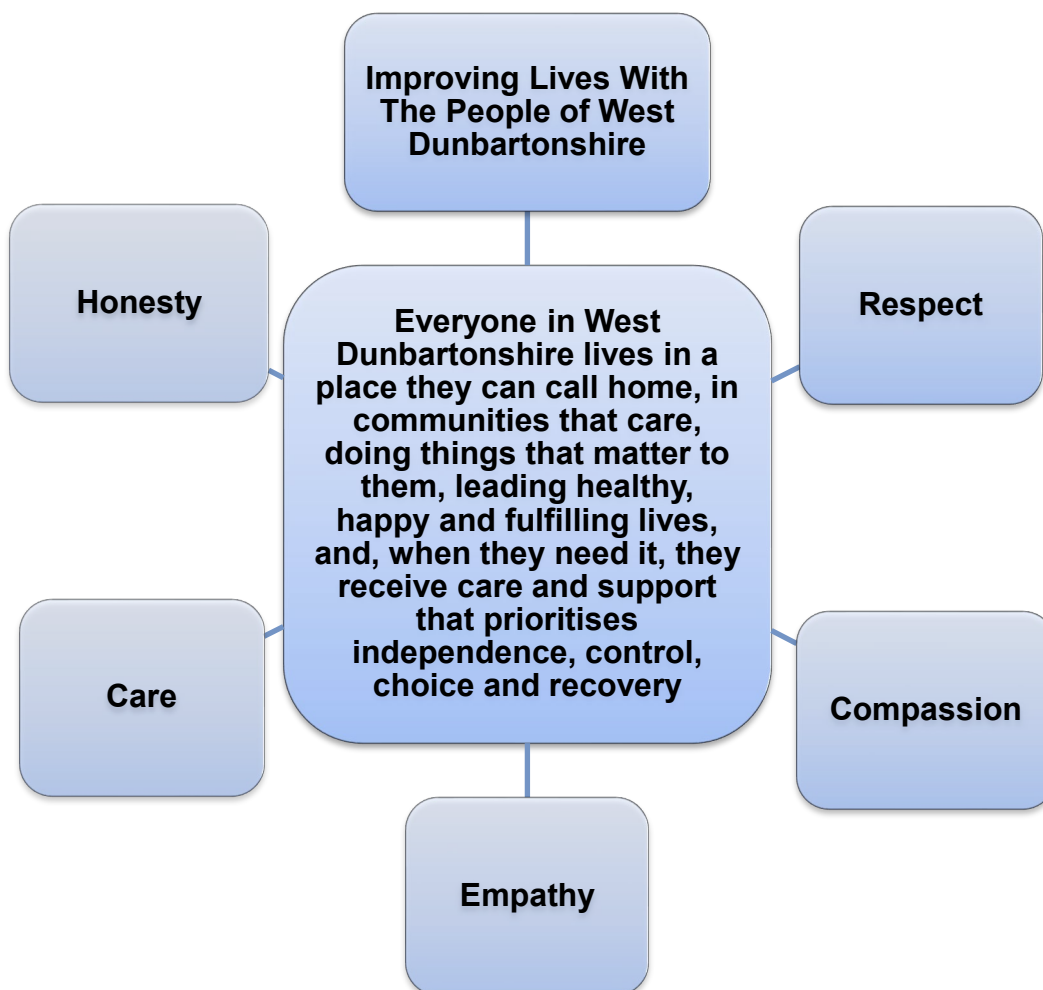 Improving Lives With
The People of West
Dunbartonshire
Honesty
Respect
Everyone in West
Dunbartonshire lives in a
place they can call home, in
communities that care,
doing things that matter to
them, leading healthy,
happy and fulfilling lives,
and, when they need it, they
receive care and support
that prioritises
independence, control,
choice and recovery
Care
Compassion
Empathy